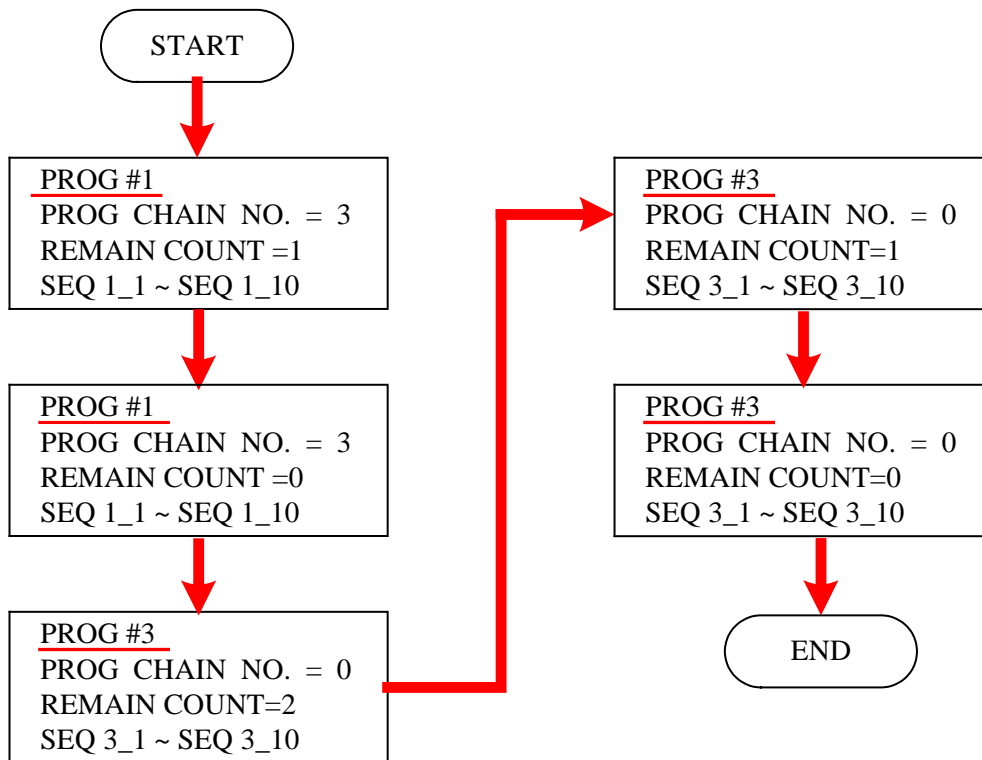 START
PROG #1
PROG CHAIN NO. = 3
REMAIN COUNT =1
SEQ 1_1 ~ SEQ 1_10
PROG #1
PROG CHAIN NO. = 3
REMAIN COUNT =0
SEQ 1_1 ~ SEQ 1_10
PROG #3
PROG CHAIN NO. = 0
REMAIN COUNT=2
SEQ 3_1 ~ SEQ 3_10
PROG #3
PROG CHAIN NO. = 0
REMAIN COUNT=1
SEQ 3_1 ~ SEQ 3_10
PROG #3
PROG CHAIN NO. = 0
REMAIN COUNT=0
SEQ 3_1 ~ SEQ 3_10
END